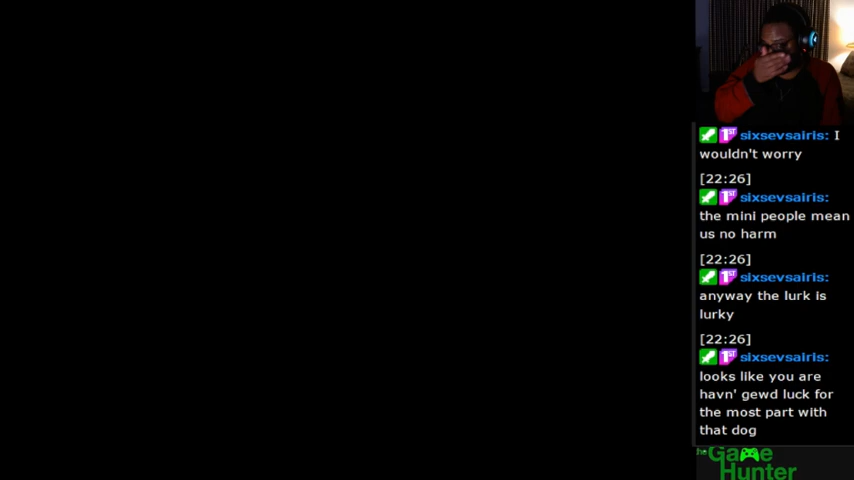 sixsevsairis: I
wouldn't worry
[22:26]
sixsevsairis:
the mini people mean
us no harm
[22:26]
sixsevsairis:
anyway the lurk is
lurky
[22:26]
sixsevsairis:
looks like you are
havn' gewd luck for
the most part with
that dog
the Game
Hunter